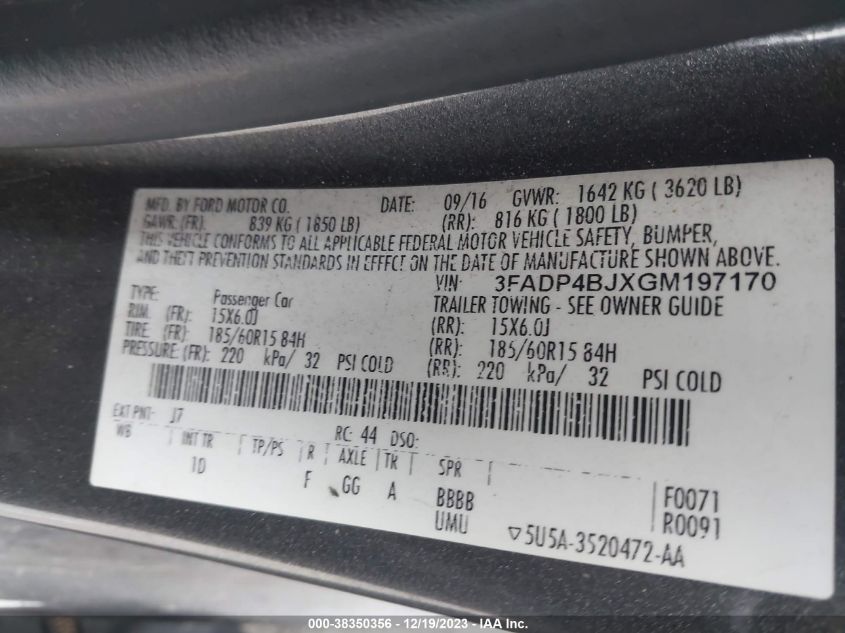 MFD. BY FORD MOTOR CO. DATE: 09/16 GVWR: 1642 KG ( 3620 LB)
GAWR: (FR): 839 KG ( 1850 LB) (RR): 816 KG ( 1800 LB)
THIS VEHICLE CONFORMS TO ALL APPLICABLE FEDERAL MOTOR VEHICLE SAFETY, BUMPER,
AND THEFT PREVENTION STANDARDS IN EFFECT ON THE DATE OF MANUFACTURE SHOWN ABOVE.
VIN: 3FADP4BJXGM197170
TYPE: Passenger Car TRAILER TOWING - SEE OWNER GUIDE
RIM: (FR): 15X6.0J (RR): 15X6.0J
TIRE: (FR): 185/60R15 84H (RR): 185/60R15 84H
PRESSURE: (FR): 220 kPa/ 32 PSI COLD (RR): 220 kPa/ 32 PSI COLD
EXT PNT: J7 RC: 44 DSO:
WB INT TR TP/PS R AXLE TR SPR
1D F GG A BBBB F0071
UMU R0091
▽5U5A-3520472-AA
000-38350356 - 12/19/2023 - IAA Inc.